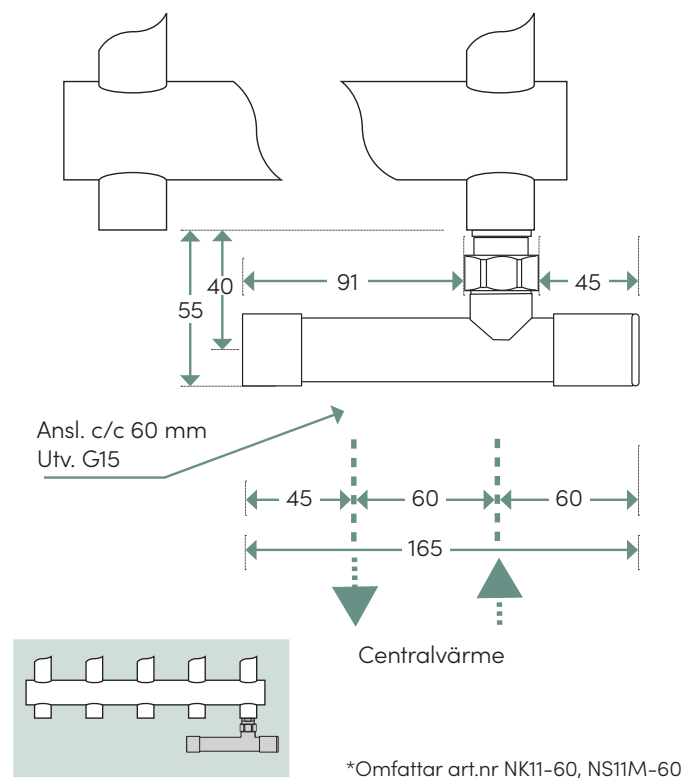 91
45
40
55
Ansl. c/c 60 mm
Utv. G15
45
60
60
165
Centralvärme
*Omfattar art.nr NK11-60, NS11M-60